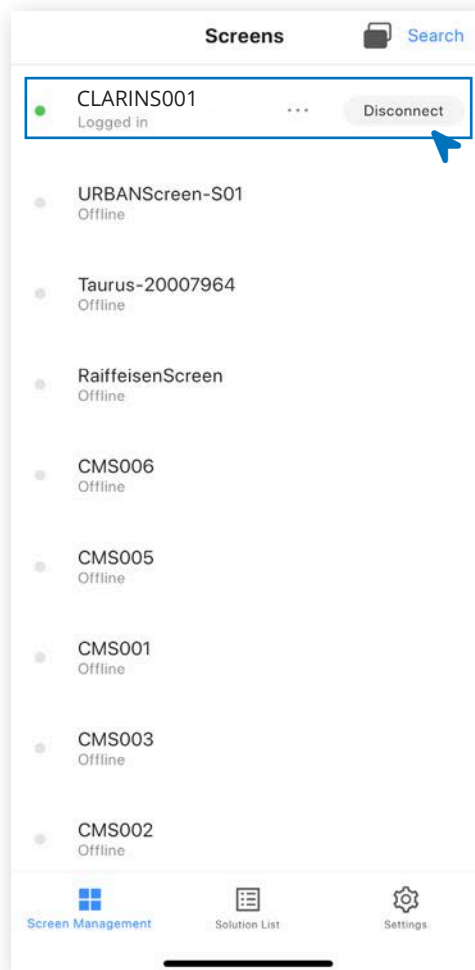 Screens Search
CLARINS001
Logged in
... Disconnect
URBANScreen-S01
Offline
Taurus-20007964
Offline
RaiffeisenScreen
Offline
CMS006
Offline
CMS005
Offline
CMS001
Offline
CMS003
Offline
CMS002
Offline
Screen Management Solution List Settings